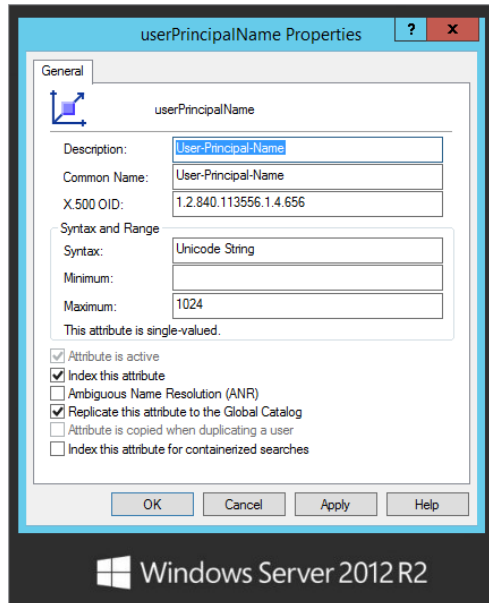 userPrincipalName Properties
?
x
General
userPrincipalName
Description: User-Principal-Name
Common Name: User-Principal-Name
X.500 OID: 1.2.840.113556.1.4.656
Syntax and Range
Syntax: Unicode String
Minimum:
Maximum: 1024
This attribute is single-valued.
Attribute is active
Index this attribute
Ambiguous Name Resolution (ANR)
Replicate this attribute to the Global Catalog
Attribute is copied when duplicating a user
Index this attribute for containerized searches
OK Cancel Apply Help
Windows Server 2012 R2